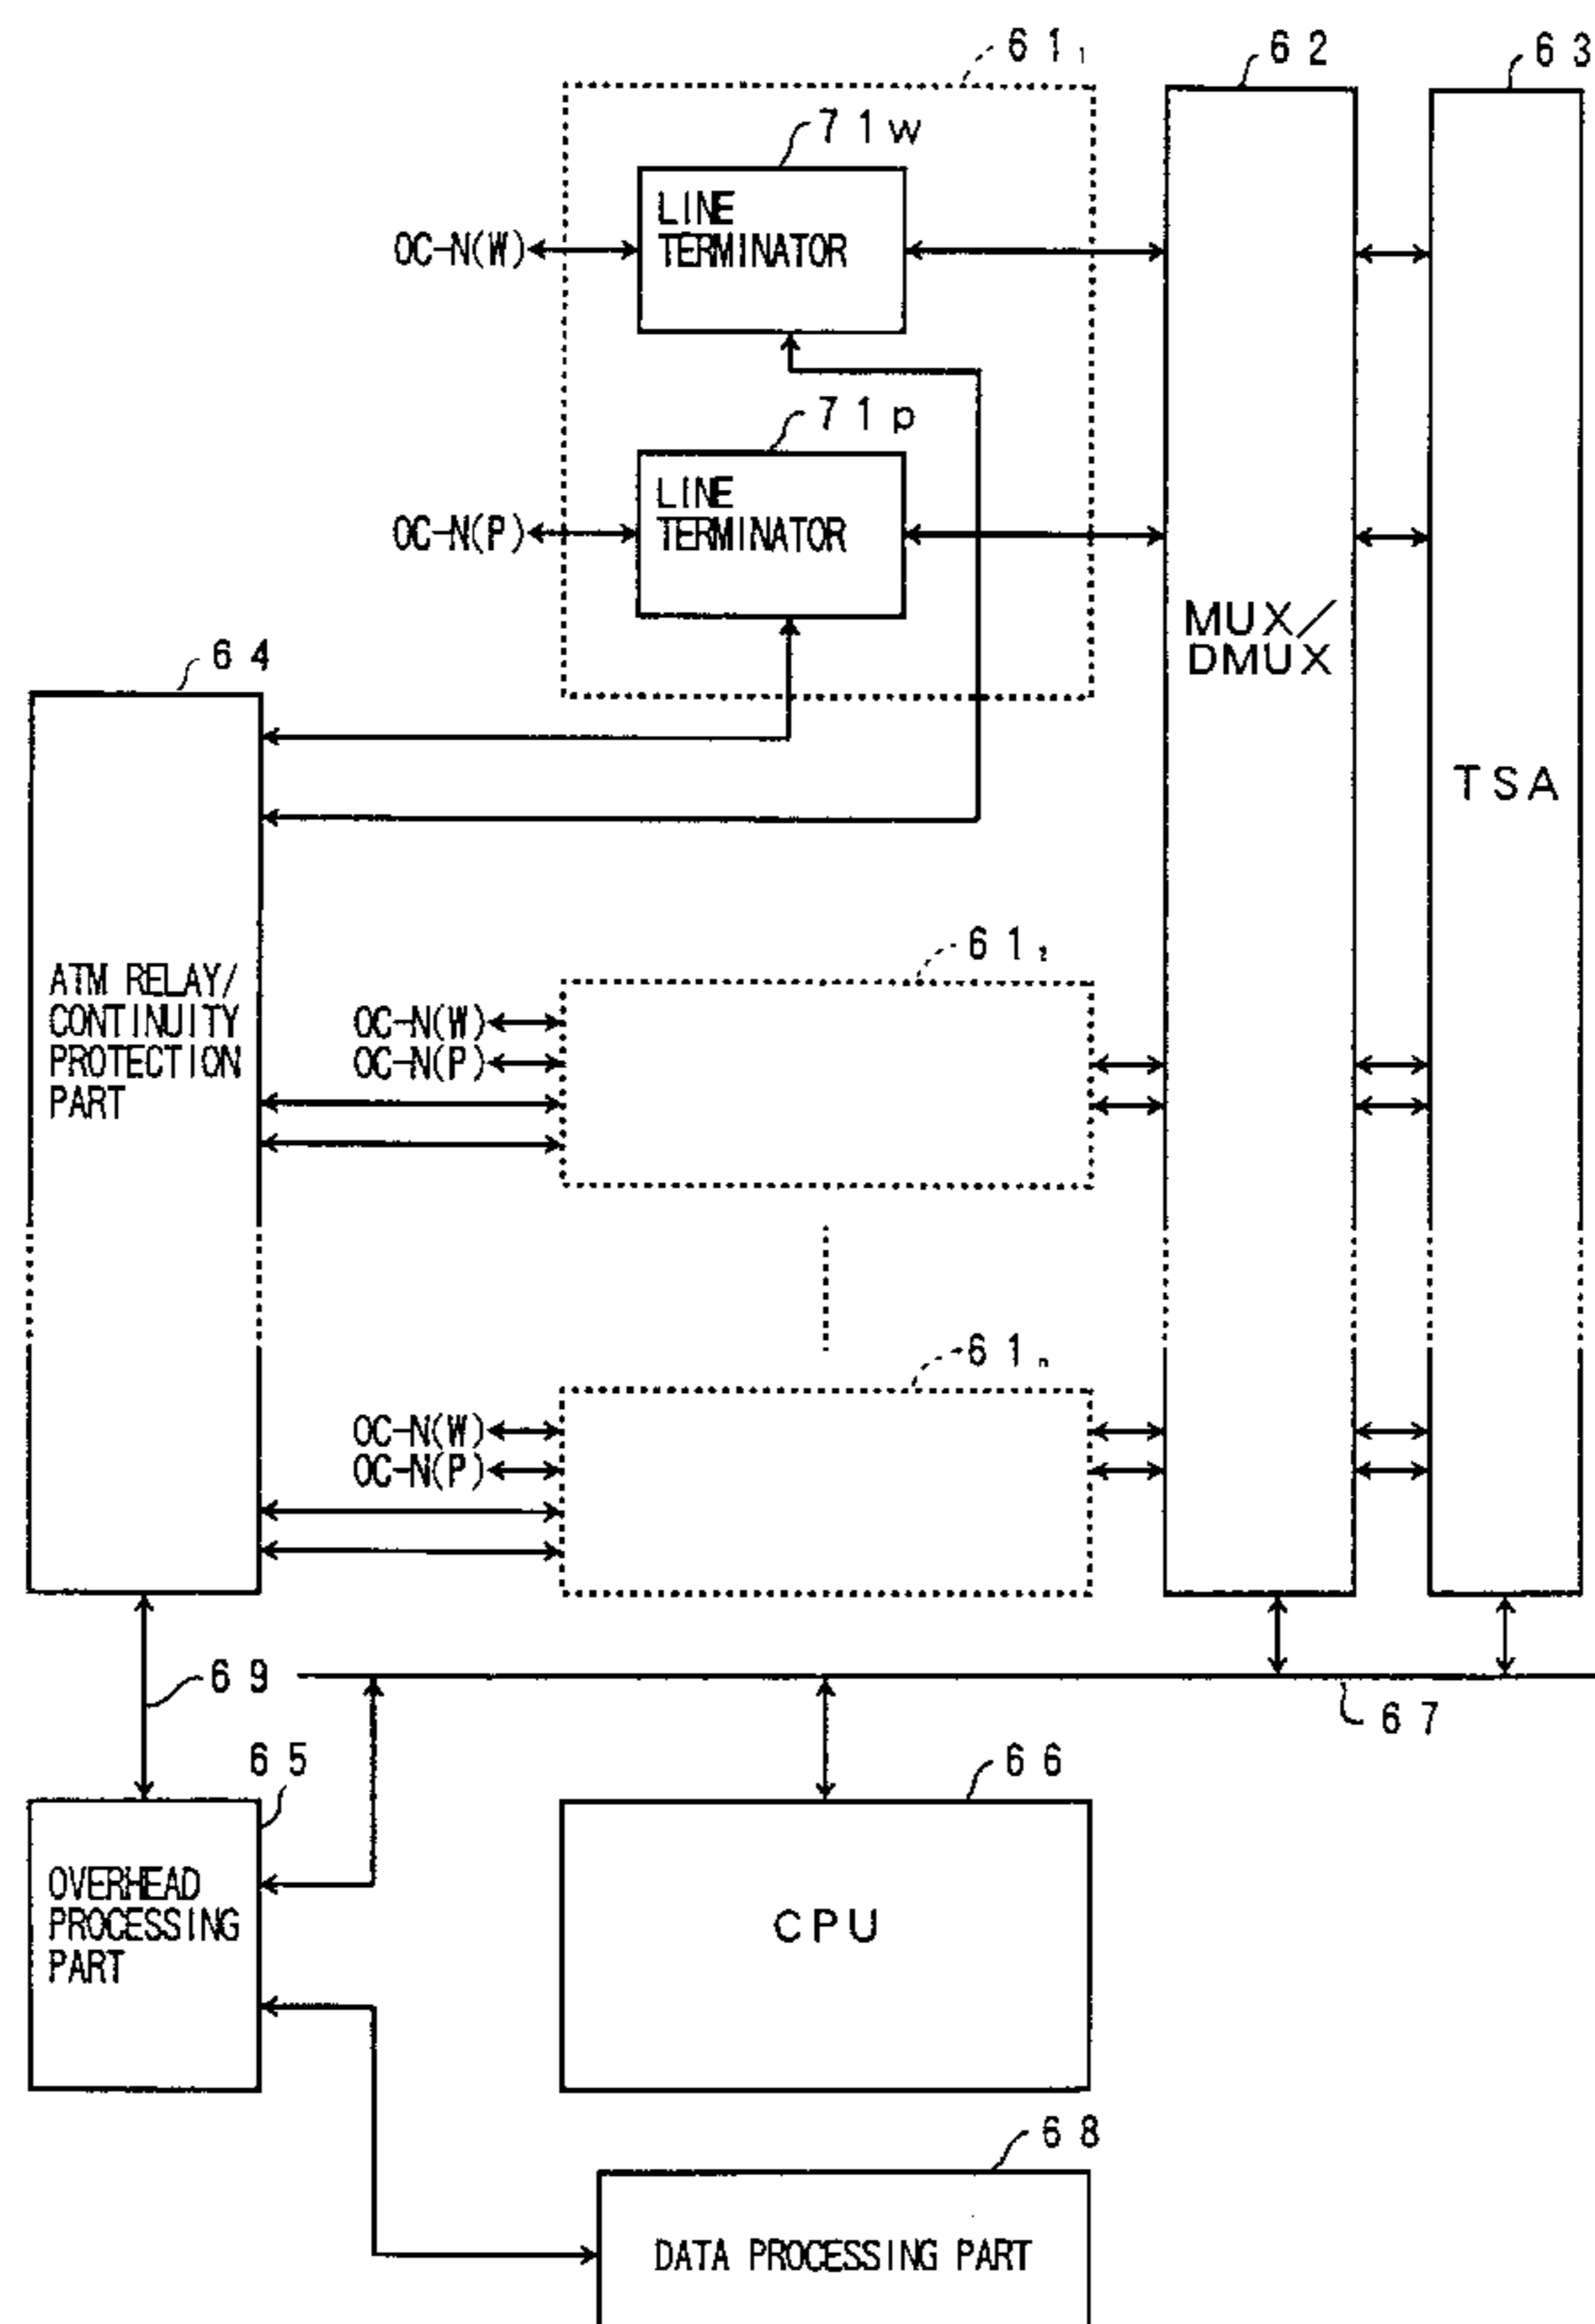 61₁
62
63
71w
LINE
TERMINATOR
OC-N(W)
71p
LINE
TERMINATOR
OC-N(P)
MUX/
DMUX
64
TSA
61₂
ATM RELAY/
CONTINUITY
PROTECTION
PART
OC-N(W)
OC-N(P)
61ₙ
OC-N(W)
OC-N(P)
69
67
65
66
OVERHEAD
PROCESSING
PART
CPU
68
DATA PROCESSING PART